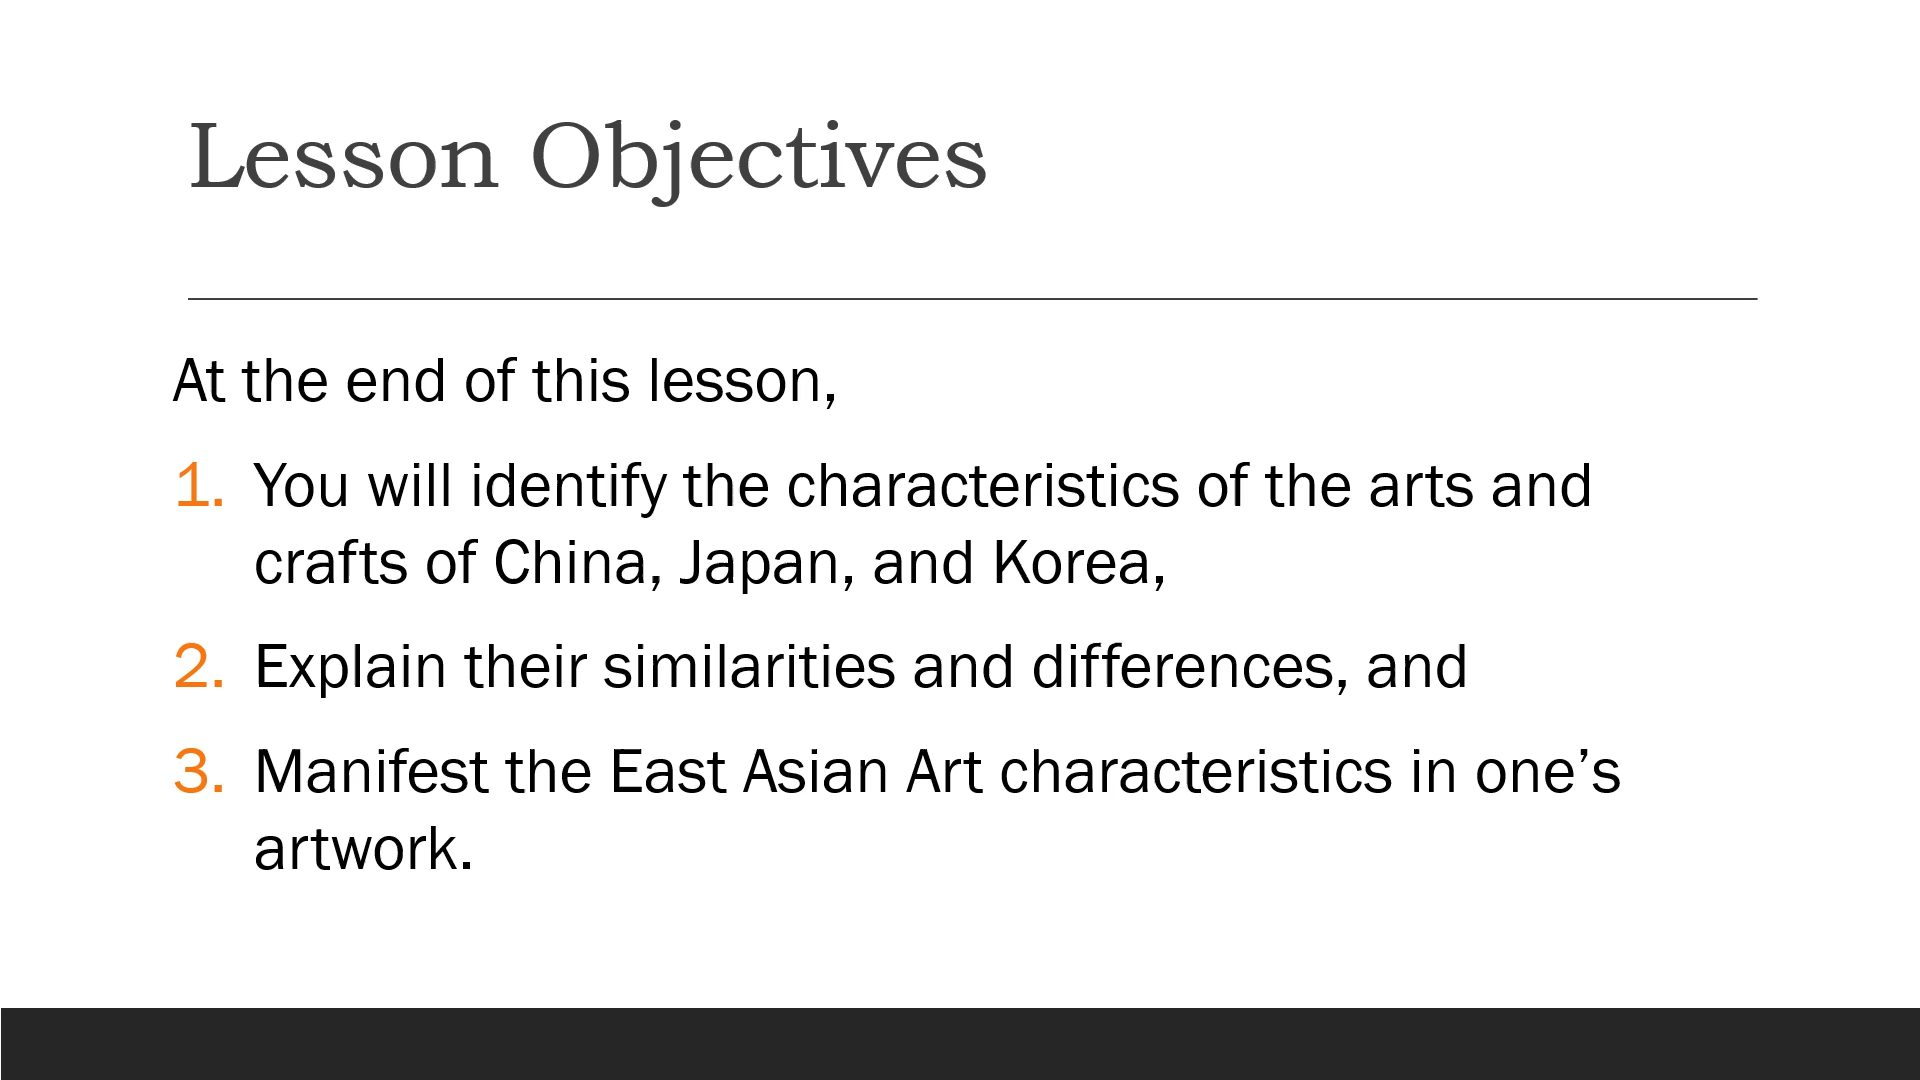 Lesson Objectives
At the end of this lesson,
1. You will identify the characteristics of the arts and
crafts of China, Japan, and Korea,
2. Explain their similarities and differences, and
3. Manifest the East Asian Art characteristics in one’s
artwork.